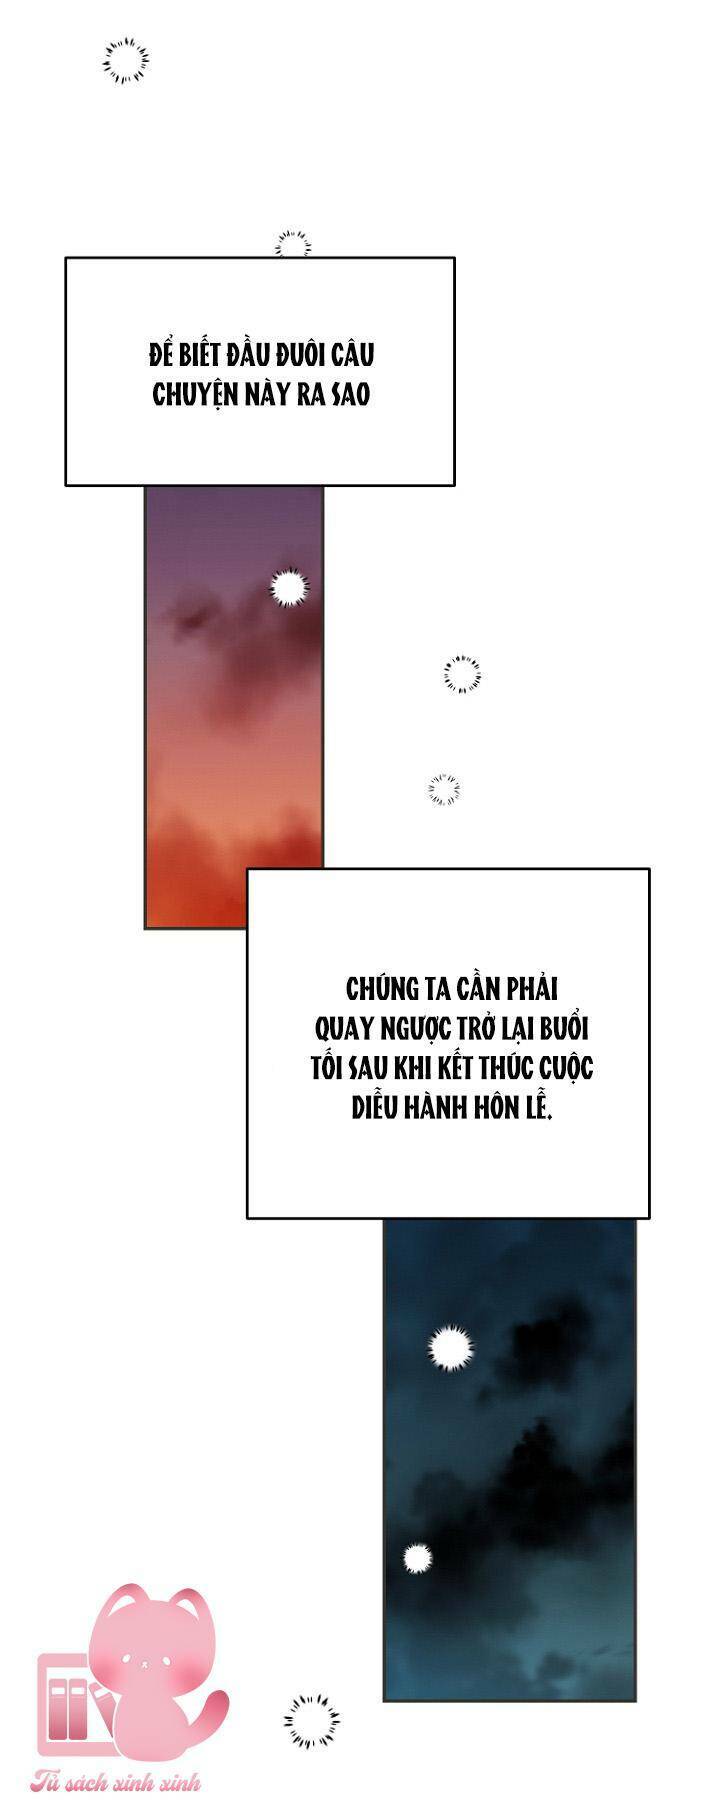 ĐỂ BIẾT ĐẦU ĐUÔI CÂU
CHUYỆN NÀY RA SAO
CHÚNG TA CẦN PHẢI
QUAY NGƯỢC TRỞ LẠI BUỔI
TỐI SAU KHI KẾT THÚC CUỘC
DIỄU HÀNH HÔN LỄ.
Tủ sách xinh xinh